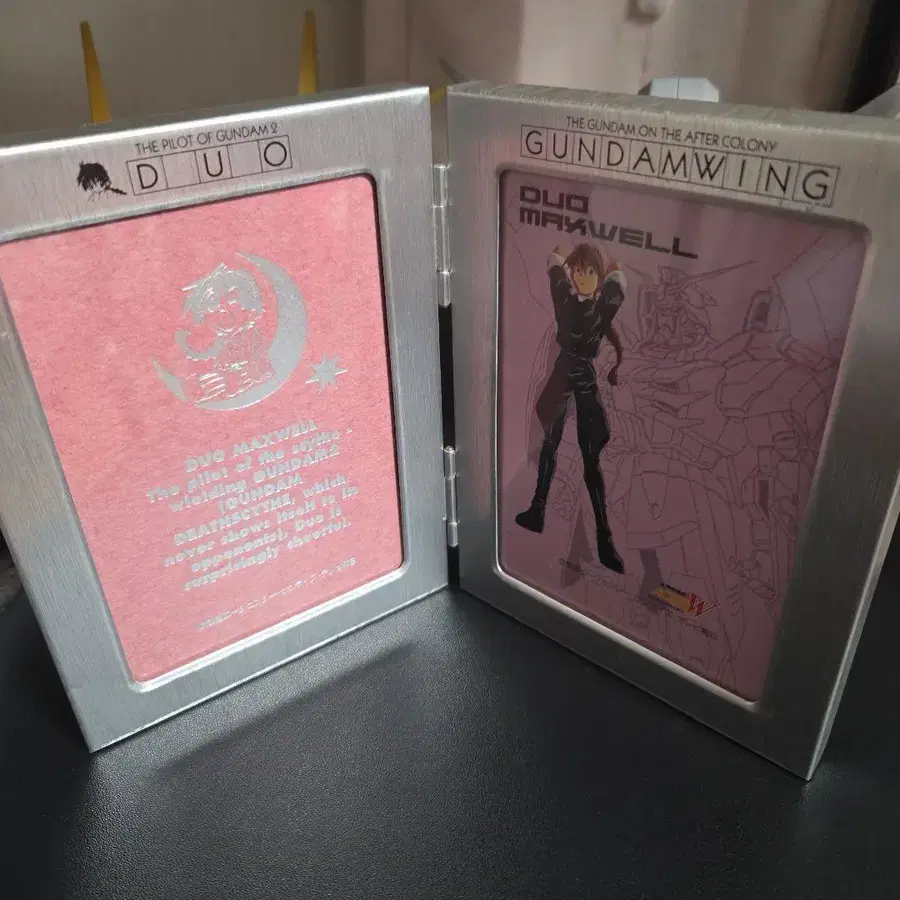 THE PILOT OF GUNDAM 2
DUO
DUO MAXWELL
The pilot of the scythe -
wielding GUNDAM2
(GUNDAM
DEATHSCYTHE, which
never shows itself to its
opponents), Duo is
surprisingly cheerful.
THE GUNDAM ON THE AFTER COLONY
GUNDAMWING
DUO
MAXWELL
W